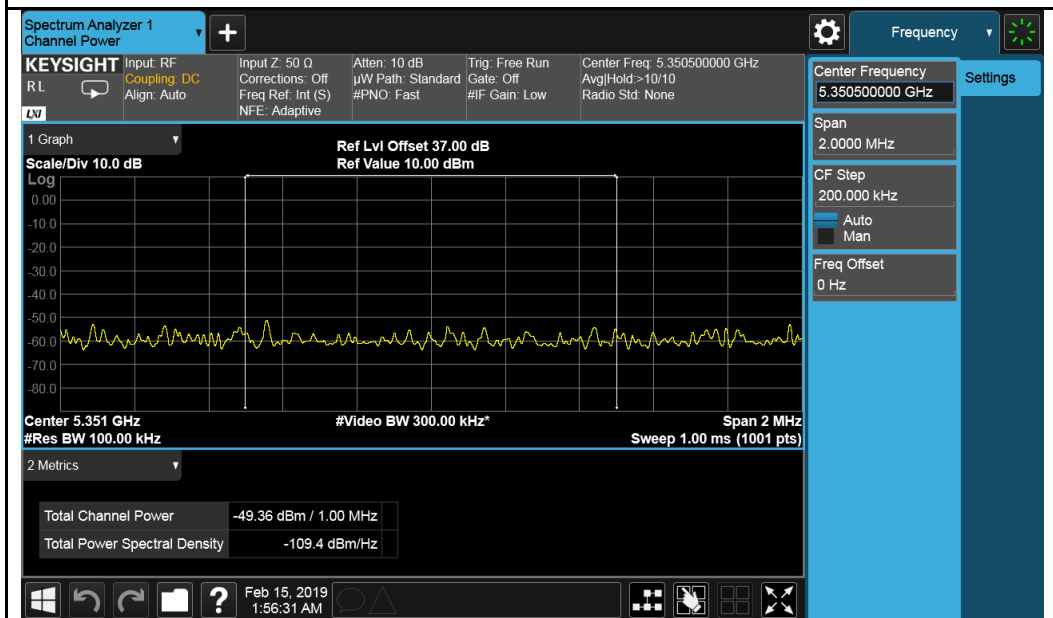 Spectrum Analyzer 1
Channel Power
+
Frequency
KEYSIGHT
RL
LXI
Input: RF
Coupling: DC
Align: Auto
Input Z: 50 Ω
Corrections: Off
Freq Ref: Int (S)
NFE: Adaptive
Atten: 10 dB
µW Path: Standard
#PNO: Fast
Trig: Free Run
Gate: Off
#IF Gain: Low
Center Freq: 5.350500000 GHz
Avg|Hold:>10/10
Radio Std: None
1 Graph
Scale/Div 10.0 dB
Ref Lvl Offset 37.00 dB
Ref Value 10.00 dBm
Log
0.00
-10.0
-20.0
-30.0
-40.0
-50.0
-60.0
-70.0
-80.0
Center 5.351 GHz
#Video BW 300.00 kHz*
Span 2 MHz
#Res BW 100.00 kHz
Sweep 1.00 ms (1001 pts)
2 Metrics
Total Channel Power -49.36 dBm / 1.00 MHz
Total Power Spectral Density -109.4 dBm/Hz
?
Feb 15, 2019
1:56:31 AM
Center Frequency
5.350500000 GHz
Span
2.0000 MHz
CF Step
200.000 kHz
Auto
Man
Freq Offset
0 Hz
Settings